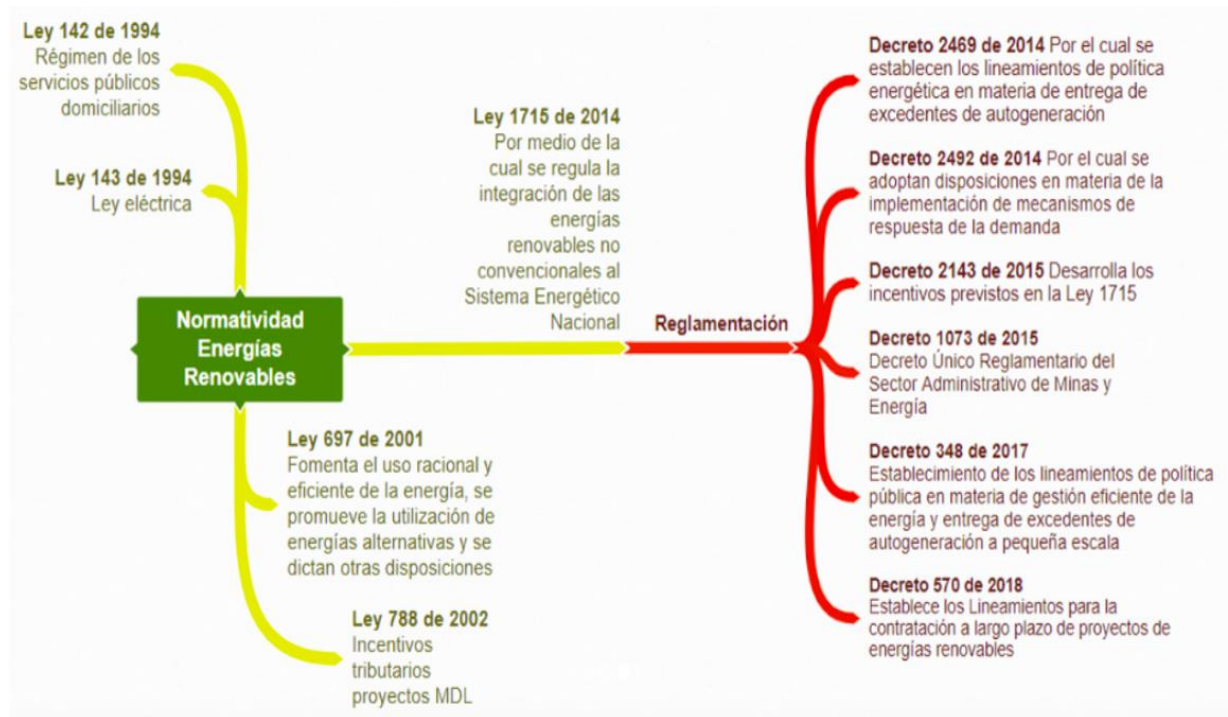 Ley 142 de 1994
Régimen de los
servicios públicos
domiciliarios
Ley 143 de 1994
Ley eléctrica
Normatividad
Energías
Renovables
Ley 697 de 2001
Fomenta el uso racional y
eficiente de la energía, se
promueve la utilización de
energías alternativas y se
dictan otras disposiciones
Ley 788 de 2002
Incentivos
tributarios
proyectos MDL
Ley 1715 de 2014
Por medio de la
cual se regula la
integración de las
energías
renovables no
convencionales al
Sistema Energético
Nacional
Reglamentación
Decreto 2469 de 2014 Por el cual se
establecen los lineamientos de política
energética en materia de entrega de
excedentes de autogeneración
Decreto 2492 de 2014 Por el cual se
adoptan disposiciones en materia de la
implementación de mecanismos de
respuesta de la demanda
Decreto 2143 de 2015 Desarrolla los
incentivos previstos en la Ley 1715
Decreto 1073 de 2015
Decreto Único Reglamentario del
Sector Administrativo de Minas y
Energía
Decreto 348 de 2017
Establecimiento de los lineamientos de política
pública en materia de gestión eficiente de la
energía y entrega de excedentes de
autogeneración a pequeña escala
Decreto 570 de 2018
Establece los Lineamientos para la
contratación a largo plazo de proyectos de
energías renovables